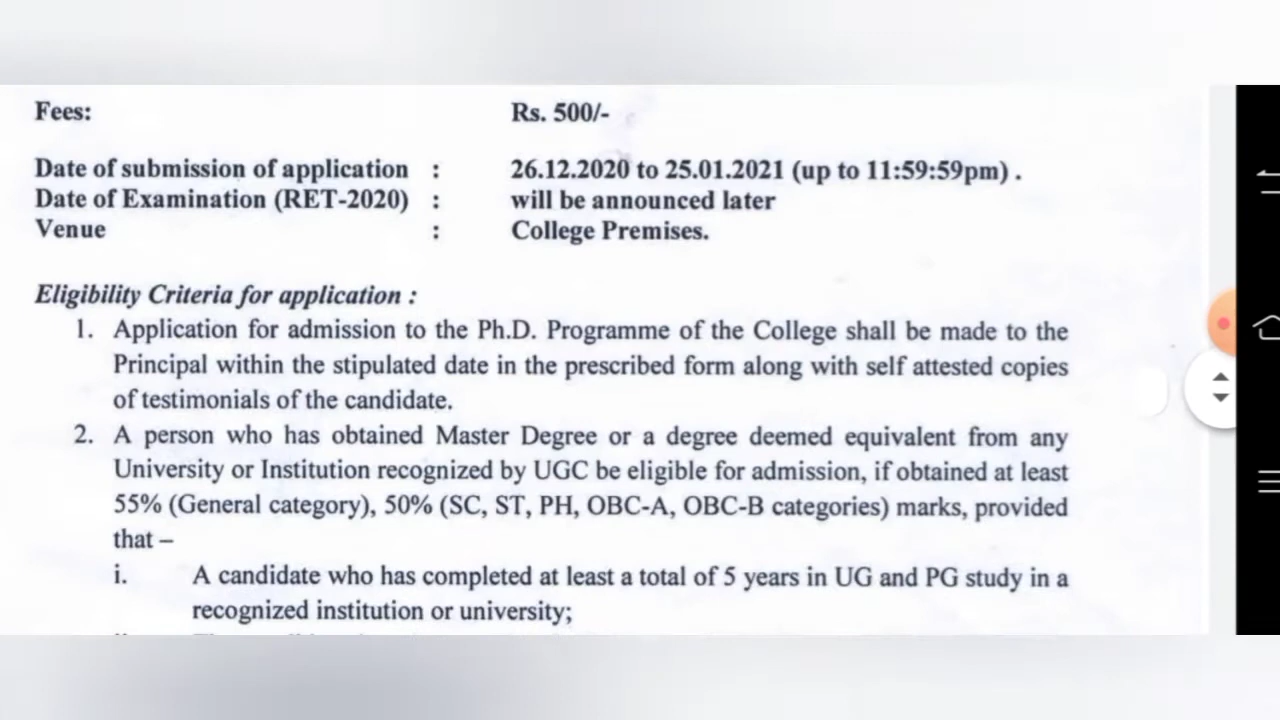 Fees: Rs. 500/-
Date of submission of application : 26.12.2020 to 25.01.2021 (up to 11:59:59pm) .
Date of Examination (RET-2020) : will be announced later
Venue : College Premises.
Eligibility Criteria for application :
1. Application for admission to the Ph.D. Programme of the College shall be made to the
Principal within the stipulated date in the prescribed form along with self attested copies
of testimonials of the candidate.
2. A person who has obtained Master Degree or a degree deemed equivalent from any
University or Institution recognized by UGC be eligible for admission, if obtained at least
55% (General category), 50% (SC, ST, PH, OBC-A, OBC-B categories) marks, provided
that –
i. A candidate who has completed at least a total of 5 years in UG and PG study in a
recognized institution or university;